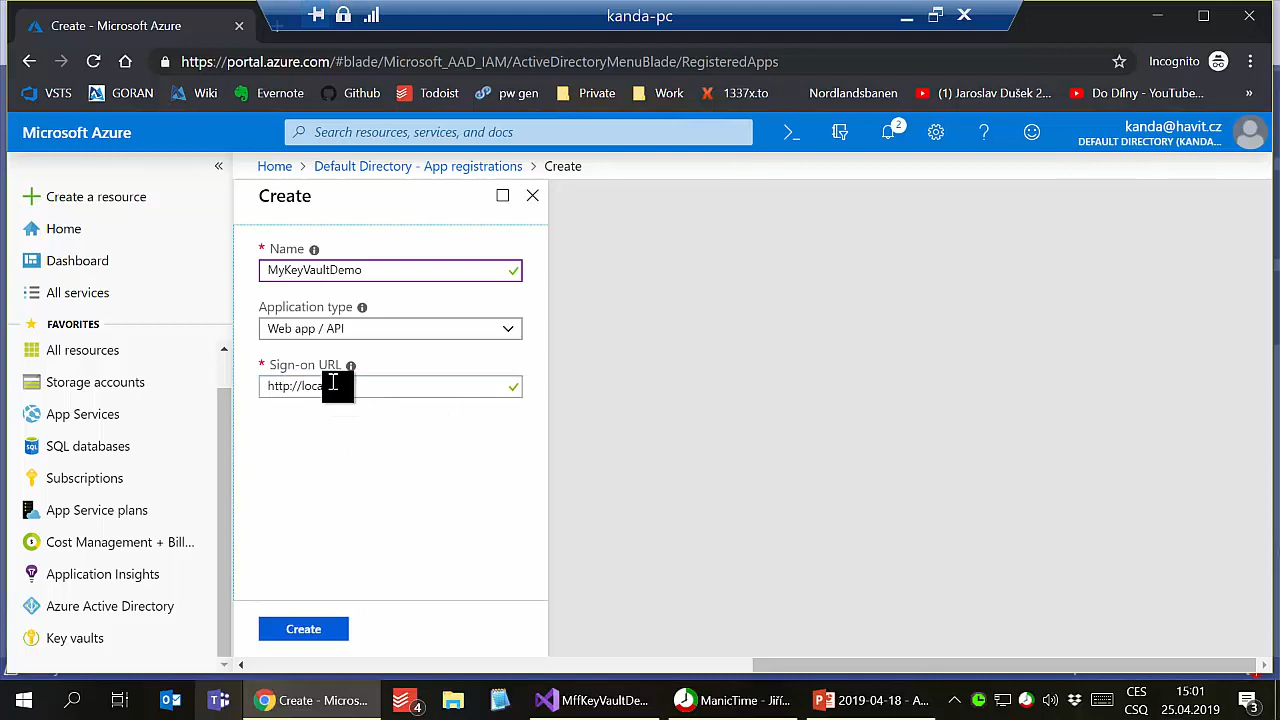 Create - Microsoft Azure
kanda-pc
https://portal.azure.com/#blade/Microsoft_AAD_IAM/ActiveDirectoryMenuBlade/RegisteredApps
Incognito
VSTS
GORAN
Wiki
Evernote
Github
Todoist
pw gen
Private
Work
1337x.to
Nordlandsbanen
(1) Jaroslav Dušek 2...
Do Dílny - YouTube...
»
Microsoft Azure
Search resources, services, and docs
2
kanda@havit.cz
DEFAULT DIRECTORY (KANDA...
«
Home > Default Directory - App registrations > Create
Create a resource
Home
Dashboard
All services
FAVORITES
All resources
Storage accounts
App Services
SQL databases
Subscriptions
App Service plans
Cost Management + Bill...
Application Insights
Azure Active Directory
Key vaults
Create
* Name
MyKeyVaultDemo
Application type
Web app / API
* Sign-on URL
http://loca
Create
Create - Micros...
4
MffKeyVaultDe...
ManicTime - Jiří...
2019-04-18 - A...
CES
CSQ
15:01
25.04.2019
3